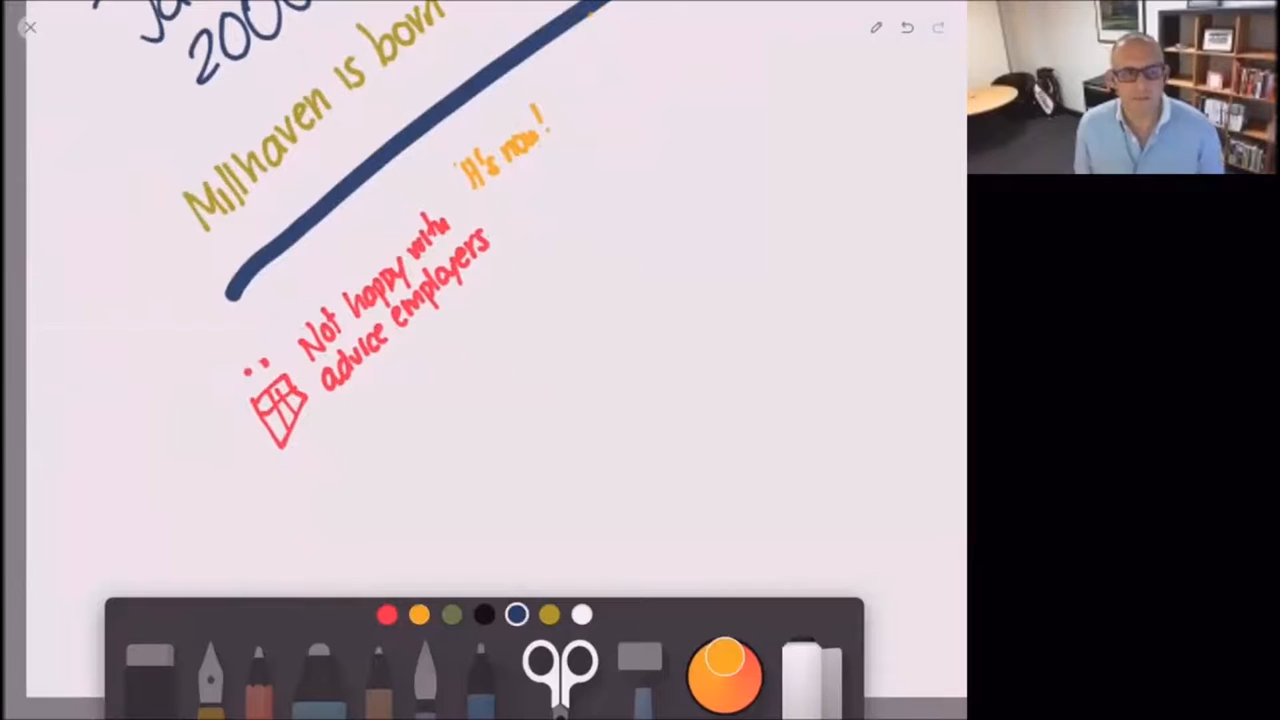 2000
Millhaven is born
It's now!
Not happy with
advice employers